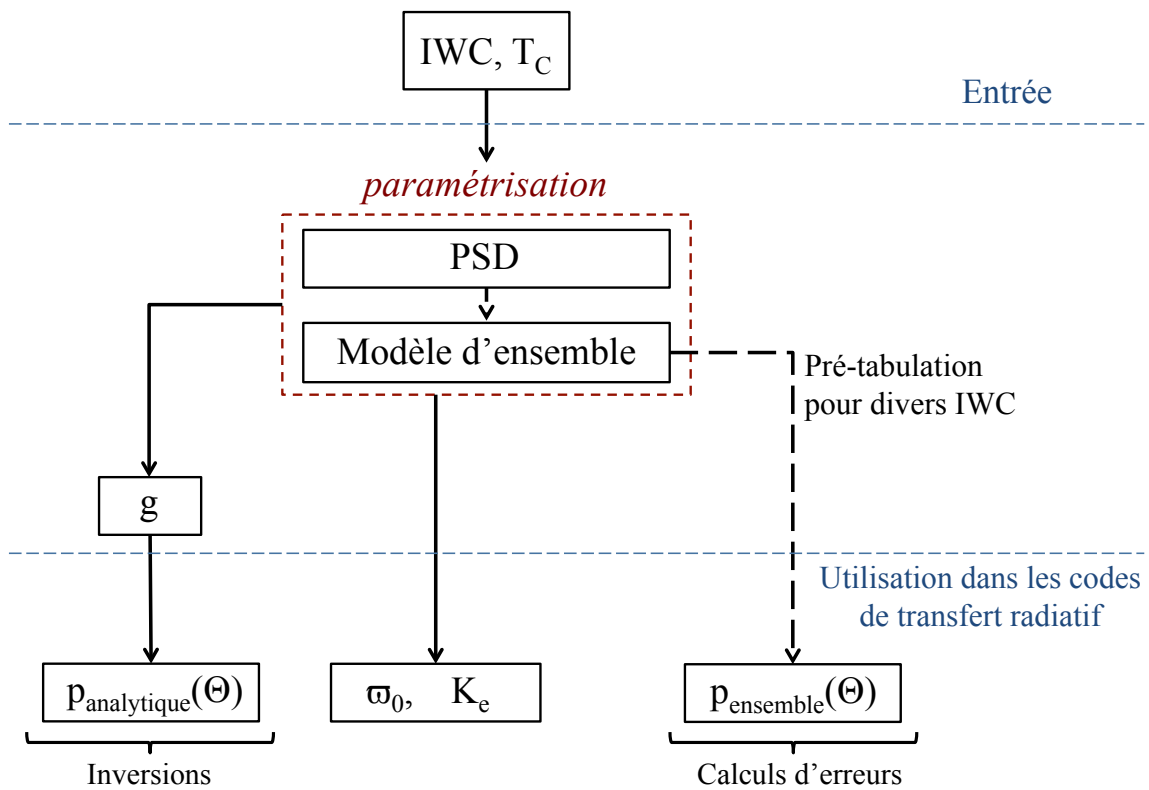 IWC, T_C
Entrée
paramétrisation
PSD
Modèle d'ensemble
Pré-tabulation
pour divers IWC
g
Utilisation dans les codes
de transfert radiatif
p_analytique(Θ)
ϖ_0, K_e
p_ensemble(Θ)
Inversions
Calculs d'erreurs